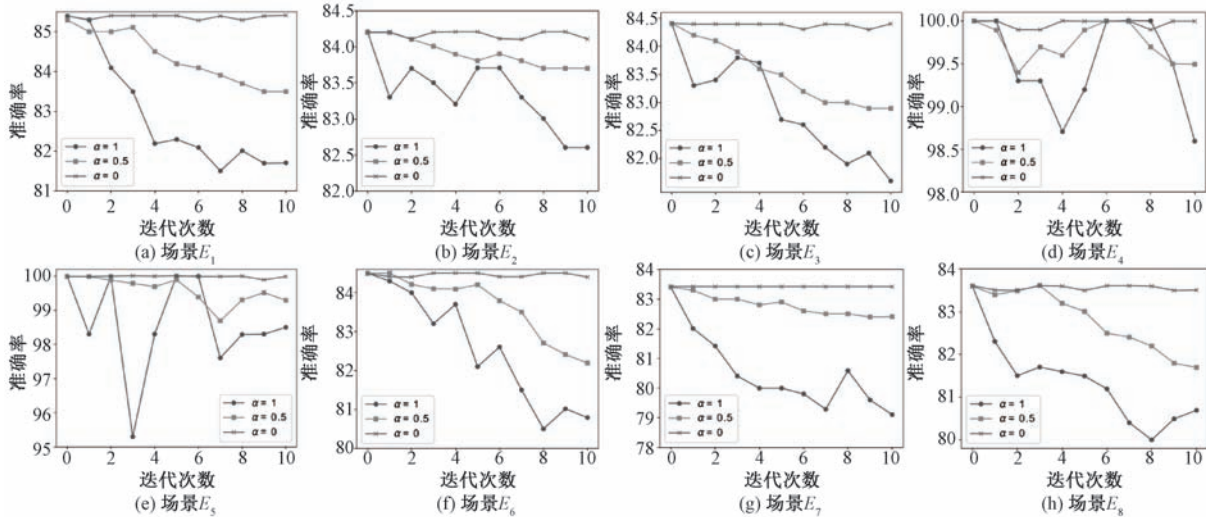 准确率
85
84
83
82
81
α = 1
α = 0.5
α = 0
0 2 4 6 8 10
迭代次数
(a) 场景E₁
准确率
84.5
84.0
83.5
83.0
82.5
82.0
α = 1
α = 0.5
α = 0
0 2 4 6 8 10
迭代次数
(b) 场景E₂
准确率
84.5
84.0
83.5
83.0
82.5
82.0
α = 1
α = 0.5
α = 0
0 2 4 6 8 10
迭代次数
(c) 场景E₃
准确率
100.0
99.5
99.0
98.5
98.0
α = 1
α = 0.5
α = 0
0 2 4 6 8 10
迭代次数
(d) 场景E₄
准确率
100
99
98
97
96
95
α = 1
α = 0.5
α = 0
0 2 4 6 8 10
迭代次数
(e) 场景E₅
准确率
84
83
82
81
80
α = 1
α = 0.5
α = 0
0 2 4 6 8 10
迭代次数
(f) 场景E₆
准确率
84
83
82
81
80
79
78
α = 1
α = 0.5
α = 0
0 2 4 6 8 10
迭代次数
(g) 场景E₇
准确率
84
83
82
81
80
α = 1
α = 0.5
α = 0
0 2 4 6 8 10
迭代次数
(h) 场景E₈